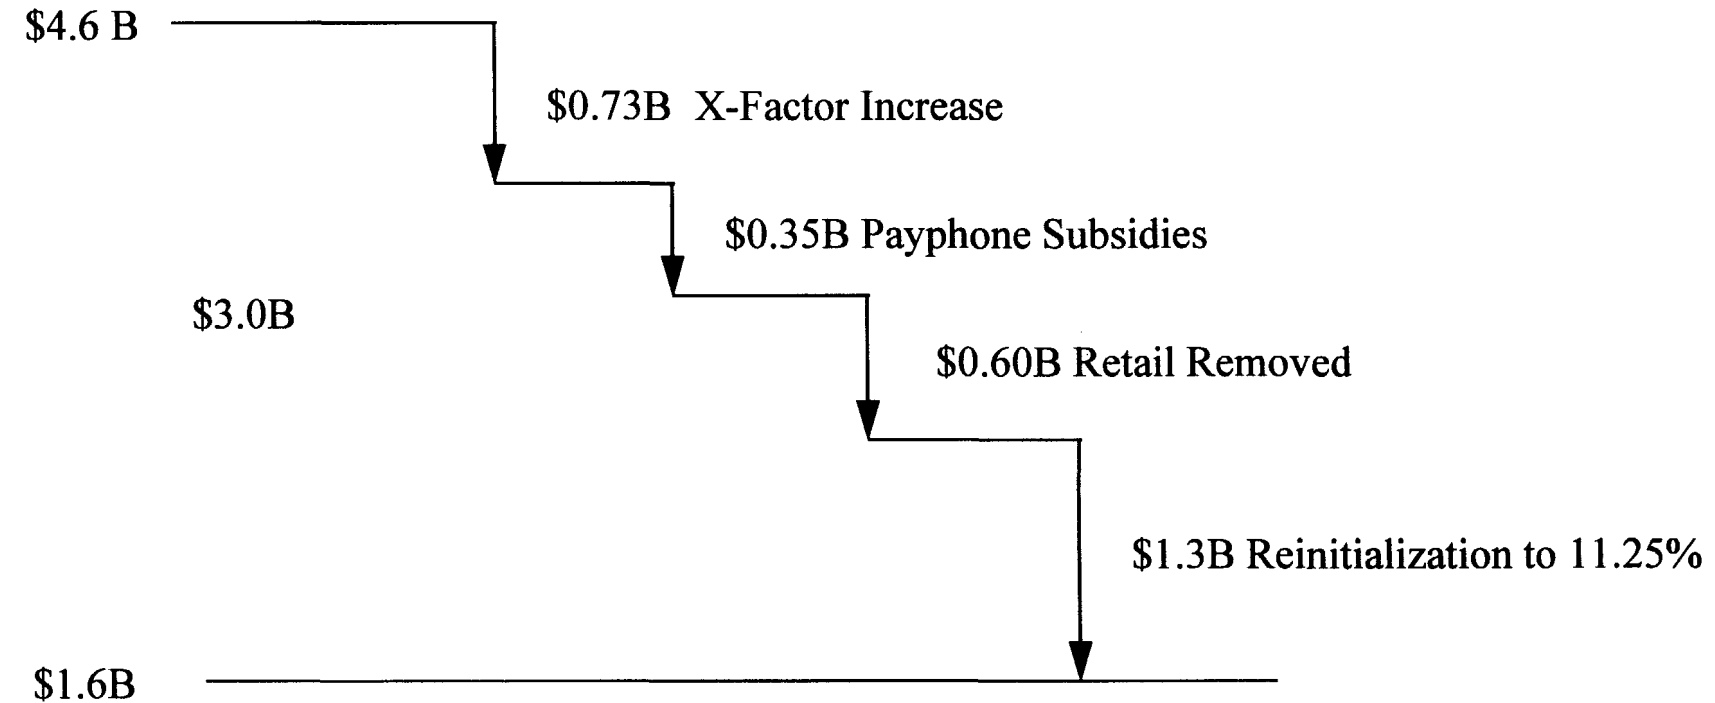 $4.6 B
$0.73B X-Factor Increase
$0.35B Payphone Subsidies
$3.0B
$0.60B Retail Removed
$1.3B Reinitialization to 11.25%
$1.6B